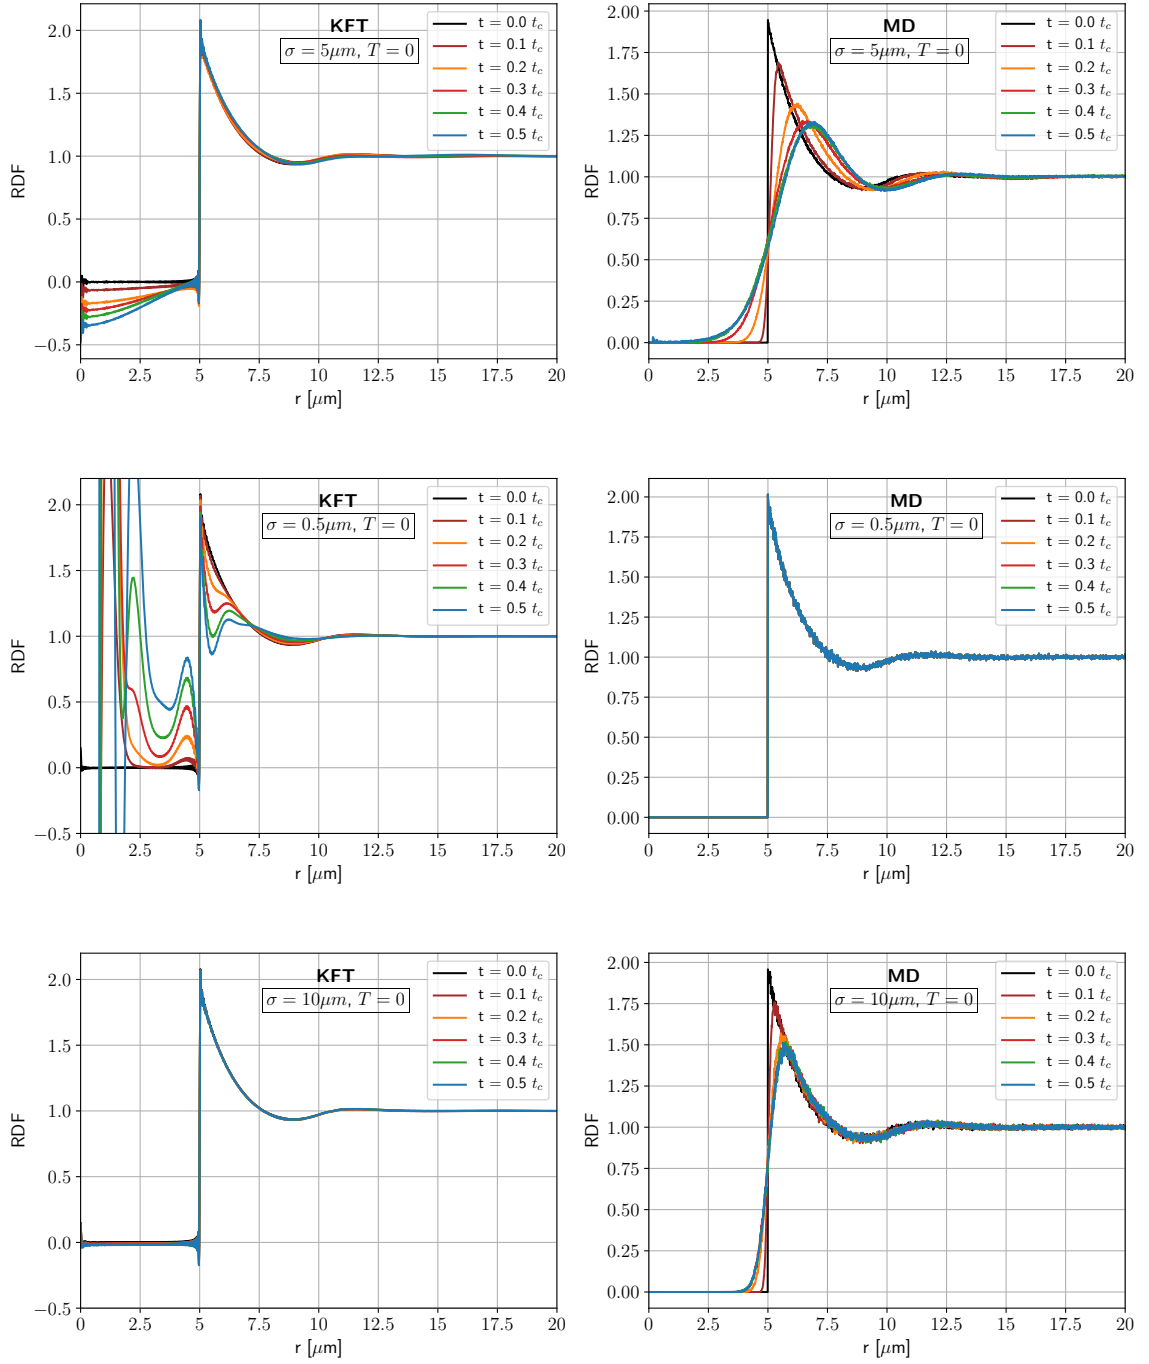 KFT
σ = 5μm, T = 0
t = 0.0 t_c
t = 0.1 t_c
t = 0.2 t_c
t = 0.3 t_c
t = 0.4 t_c
t = 0.5 t_c
2.0
1.5
1.0
0.5
0.0
−0.5
RDF
0 2.5 5 7.5 10 12.5 15 17.5 20
r [μm]
MD
σ = 5μm, T = 0
t = 0.0 t_c
t = 0.1 t_c
t = 0.2 t_c
t = 0.3 t_c
t = 0.4 t_c
t = 0.5 t_c
2.00
1.75
1.50
1.25
1.00
0.75
0.50
0.25
0.00
RDF
0 2.5 5 7.5 10 12.5 15 17.5 20
r [μm]
KFT
σ = 0.5μm, T = 0
t = 0.0 t_c
t = 0.1 t_c
t = 0.2 t_c
t = 0.3 t_c
t = 0.4 t_c
t = 0.5 t_c
2.0
1.5
1.0
0.5
0.0
−0.5
RDF
0 2.5 5 7.5 10 12.5 15 17.5 20
r [μm]
MD
σ = 0.5μm, T = 0
t = 0.0 t_c
t = 0.1 t_c
t = 0.2 t_c
t = 0.3 t_c
t = 0.4 t_c
t = 0.5 t_c
2.00
1.75
1.50
1.25
1.00
0.75
0.50
0.25
0.00
RDF
0 2.5 5 7.5 10 12.5 15 17.5 20
r [μm]
KFT
σ = 10μm, T = 0
t = 0.0 t_c
t = 0.1 t_c
t = 0.2 t_c
t = 0.3 t_c
t = 0.4 t_c
t = 0.5 t_c
2.0
1.5
1.0
0.5
0.0
−0.5
RDF
0 2.5 5 7.5 10 12.5 15 17.5 20
r [μm]
MD
σ = 10μm, T = 0
t = 0.0 t_c
t = 0.1 t_c
t = 0.2 t_c
t = 0.3 t_c
t = 0.4 t_c
t = 0.5 t_c
2.00
1.75
1.50
1.25
1.00
0.75
0.50
0.25
0.00
RDF
0 2.5 5 7.5 10 12.5 15 17.5 20
r [μm]